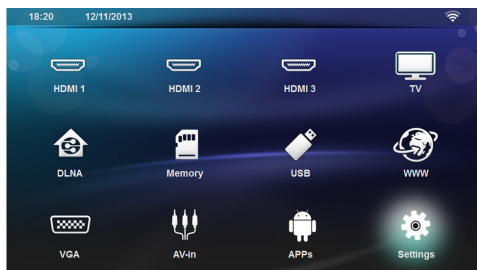 18:20 12/11/2013
HDMI 1 HDMI 2 HDMI 3 TV
DLNA Memory USB WWW
VGA AV-in APPs Settings